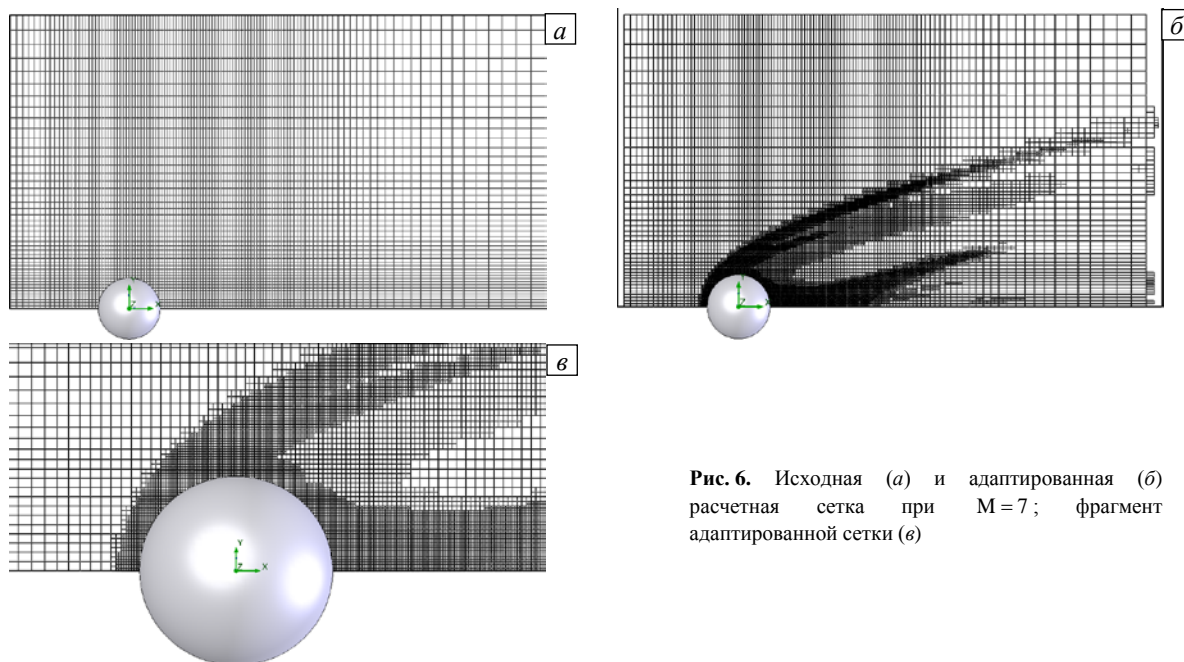 а
б
Y
Z
X
Y
Z
X
в
Y
Z
X
Рис. 6. Исходная (а) и адаптированная (б)
расчетная сетка при M = 7 ; фрагмент
адаптированной сетки (в)